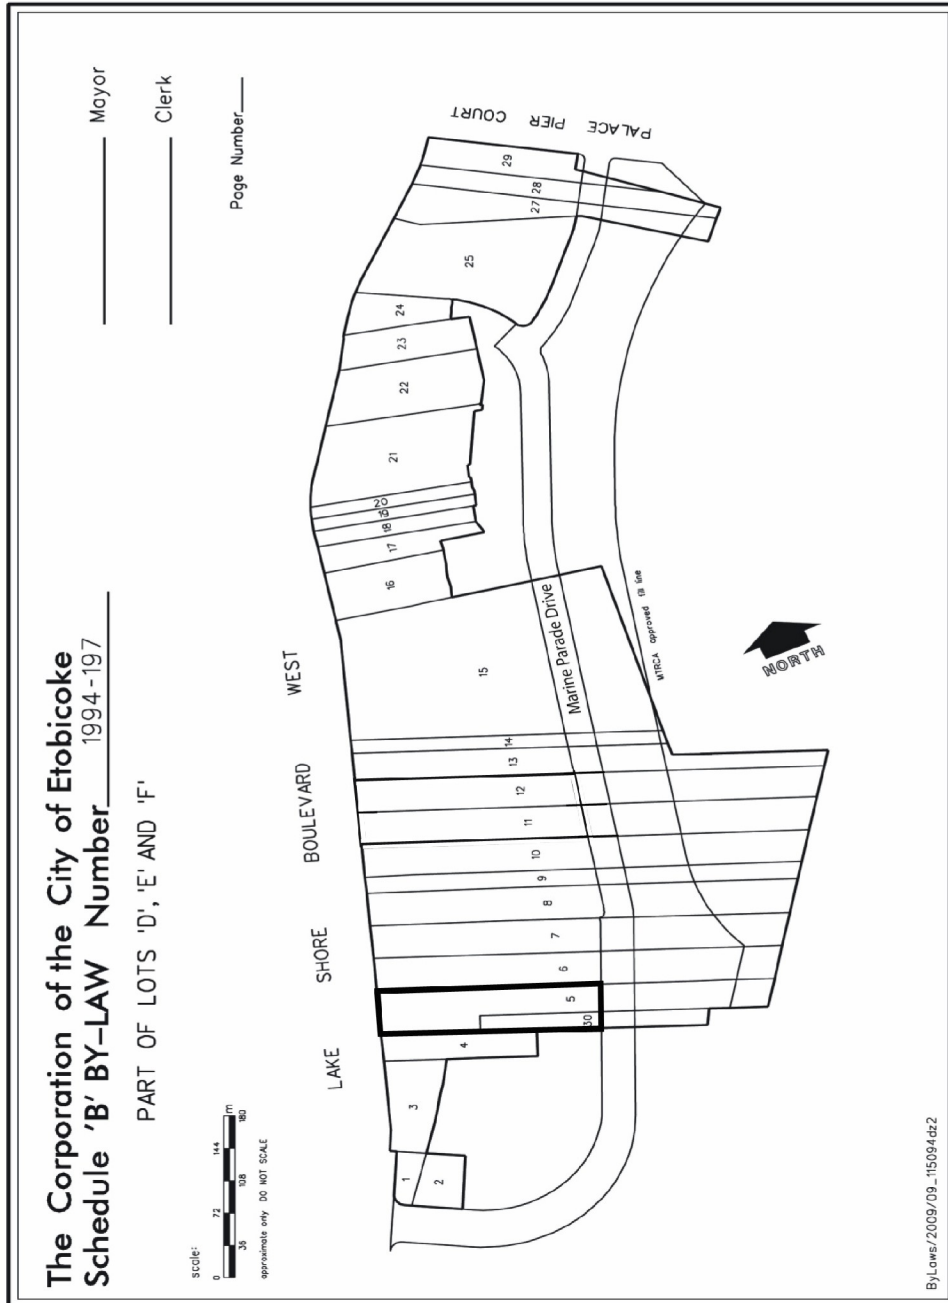 The Corporation of the City of Etobicoke
Schedule 'B' BY-LAW Number 1994-197
PART OF LOTS 'D', 'E' AND 'F'
Mayor
Clerk
Page Number
scale:
0 72 144 m
36 108 180
approximate only DO NOT SCALE
LAKE SHORE BOULEVARD WEST
PALACE PIER COURT
1
2
3
4
30
5
6
7
8
9
10
11
12
13
14
15
16
17
18
19
20
21
22
23
24
25
27
28
29
Marine Parade Drive
MTRCA approved fill line
NORTH
ByLaws/2009/09_115094dz2